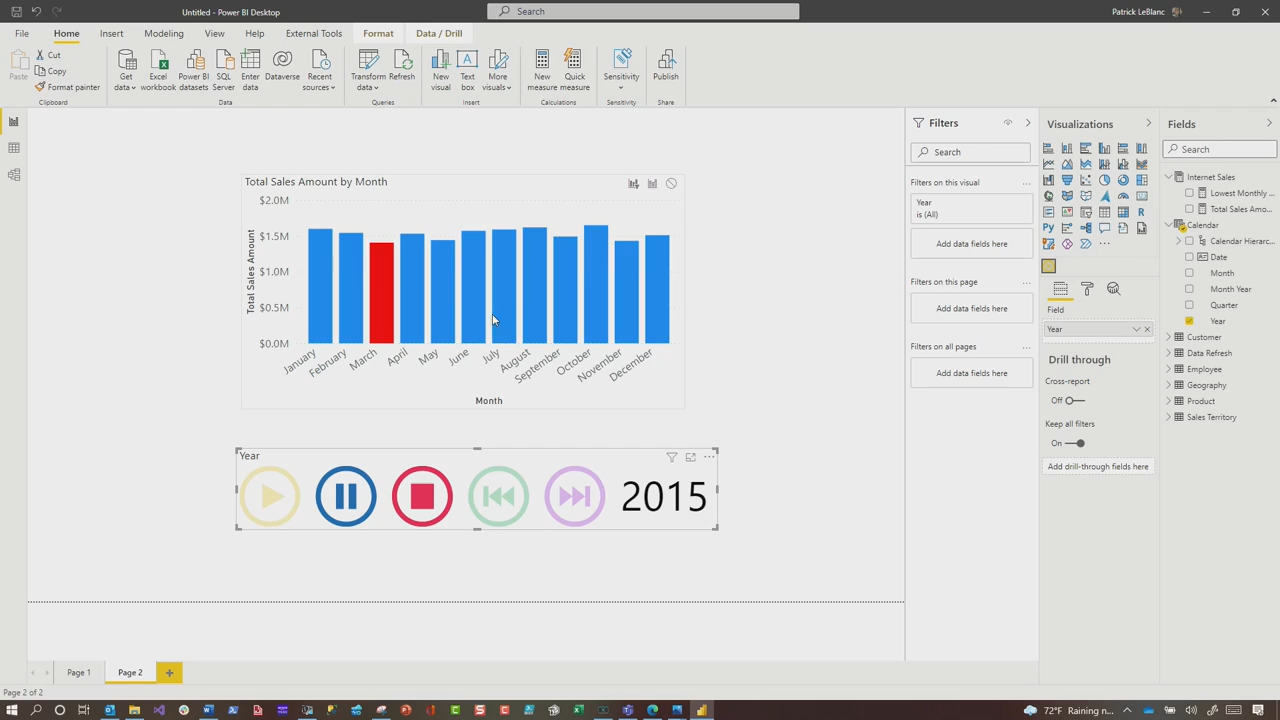 Untitled - Power BI Desktop
Search
Patrick LeBlanc
File
Home
Insert
Modeling
View
Help
External Tools
Format
Data / Drill
Paste
Cut
Copy
Format painter
Clipboard
Get data
Excel workbook
Power BI datasets
SQL Server
Enter data
Dataverse
Recent sources
Data
Transform data
Refresh
Queries
New visual
Text box
More visuals
Insert
New measure
Quick measure
Calculations
Sensitivity
Sensitivity
Publish
Share
Total Sales Amount by Month
$2.0M
$1.5M
$1.0M
$0.5M
$0.0M
Total Sales Amount
January
February
March
April
May
June
July
August
September
October
November
December
Month
Year
2015
Filters
Search
Filters on this visual
...
Year
is (All)
Add data fields here
Filters on this page
...
Add data fields here
Filters on all pages
...
Add data fields here
Visualizations
R
Py
...
Field
Year
Drill through
Cross-report
Off
Keep all filters
On
Add drill-through fields here
Fields
Search
Internet Sales
Lowest Monthly ...
Total Sales Amo...
Calendar
Calendar Hierarc...
Date
Month
Month Year
Quarter
Year
Customer
Data Refresh
Employee
Geography
Product
Sales Territory
Page 1
Page 2
+
Page 2 of 2
72°F Raining n...